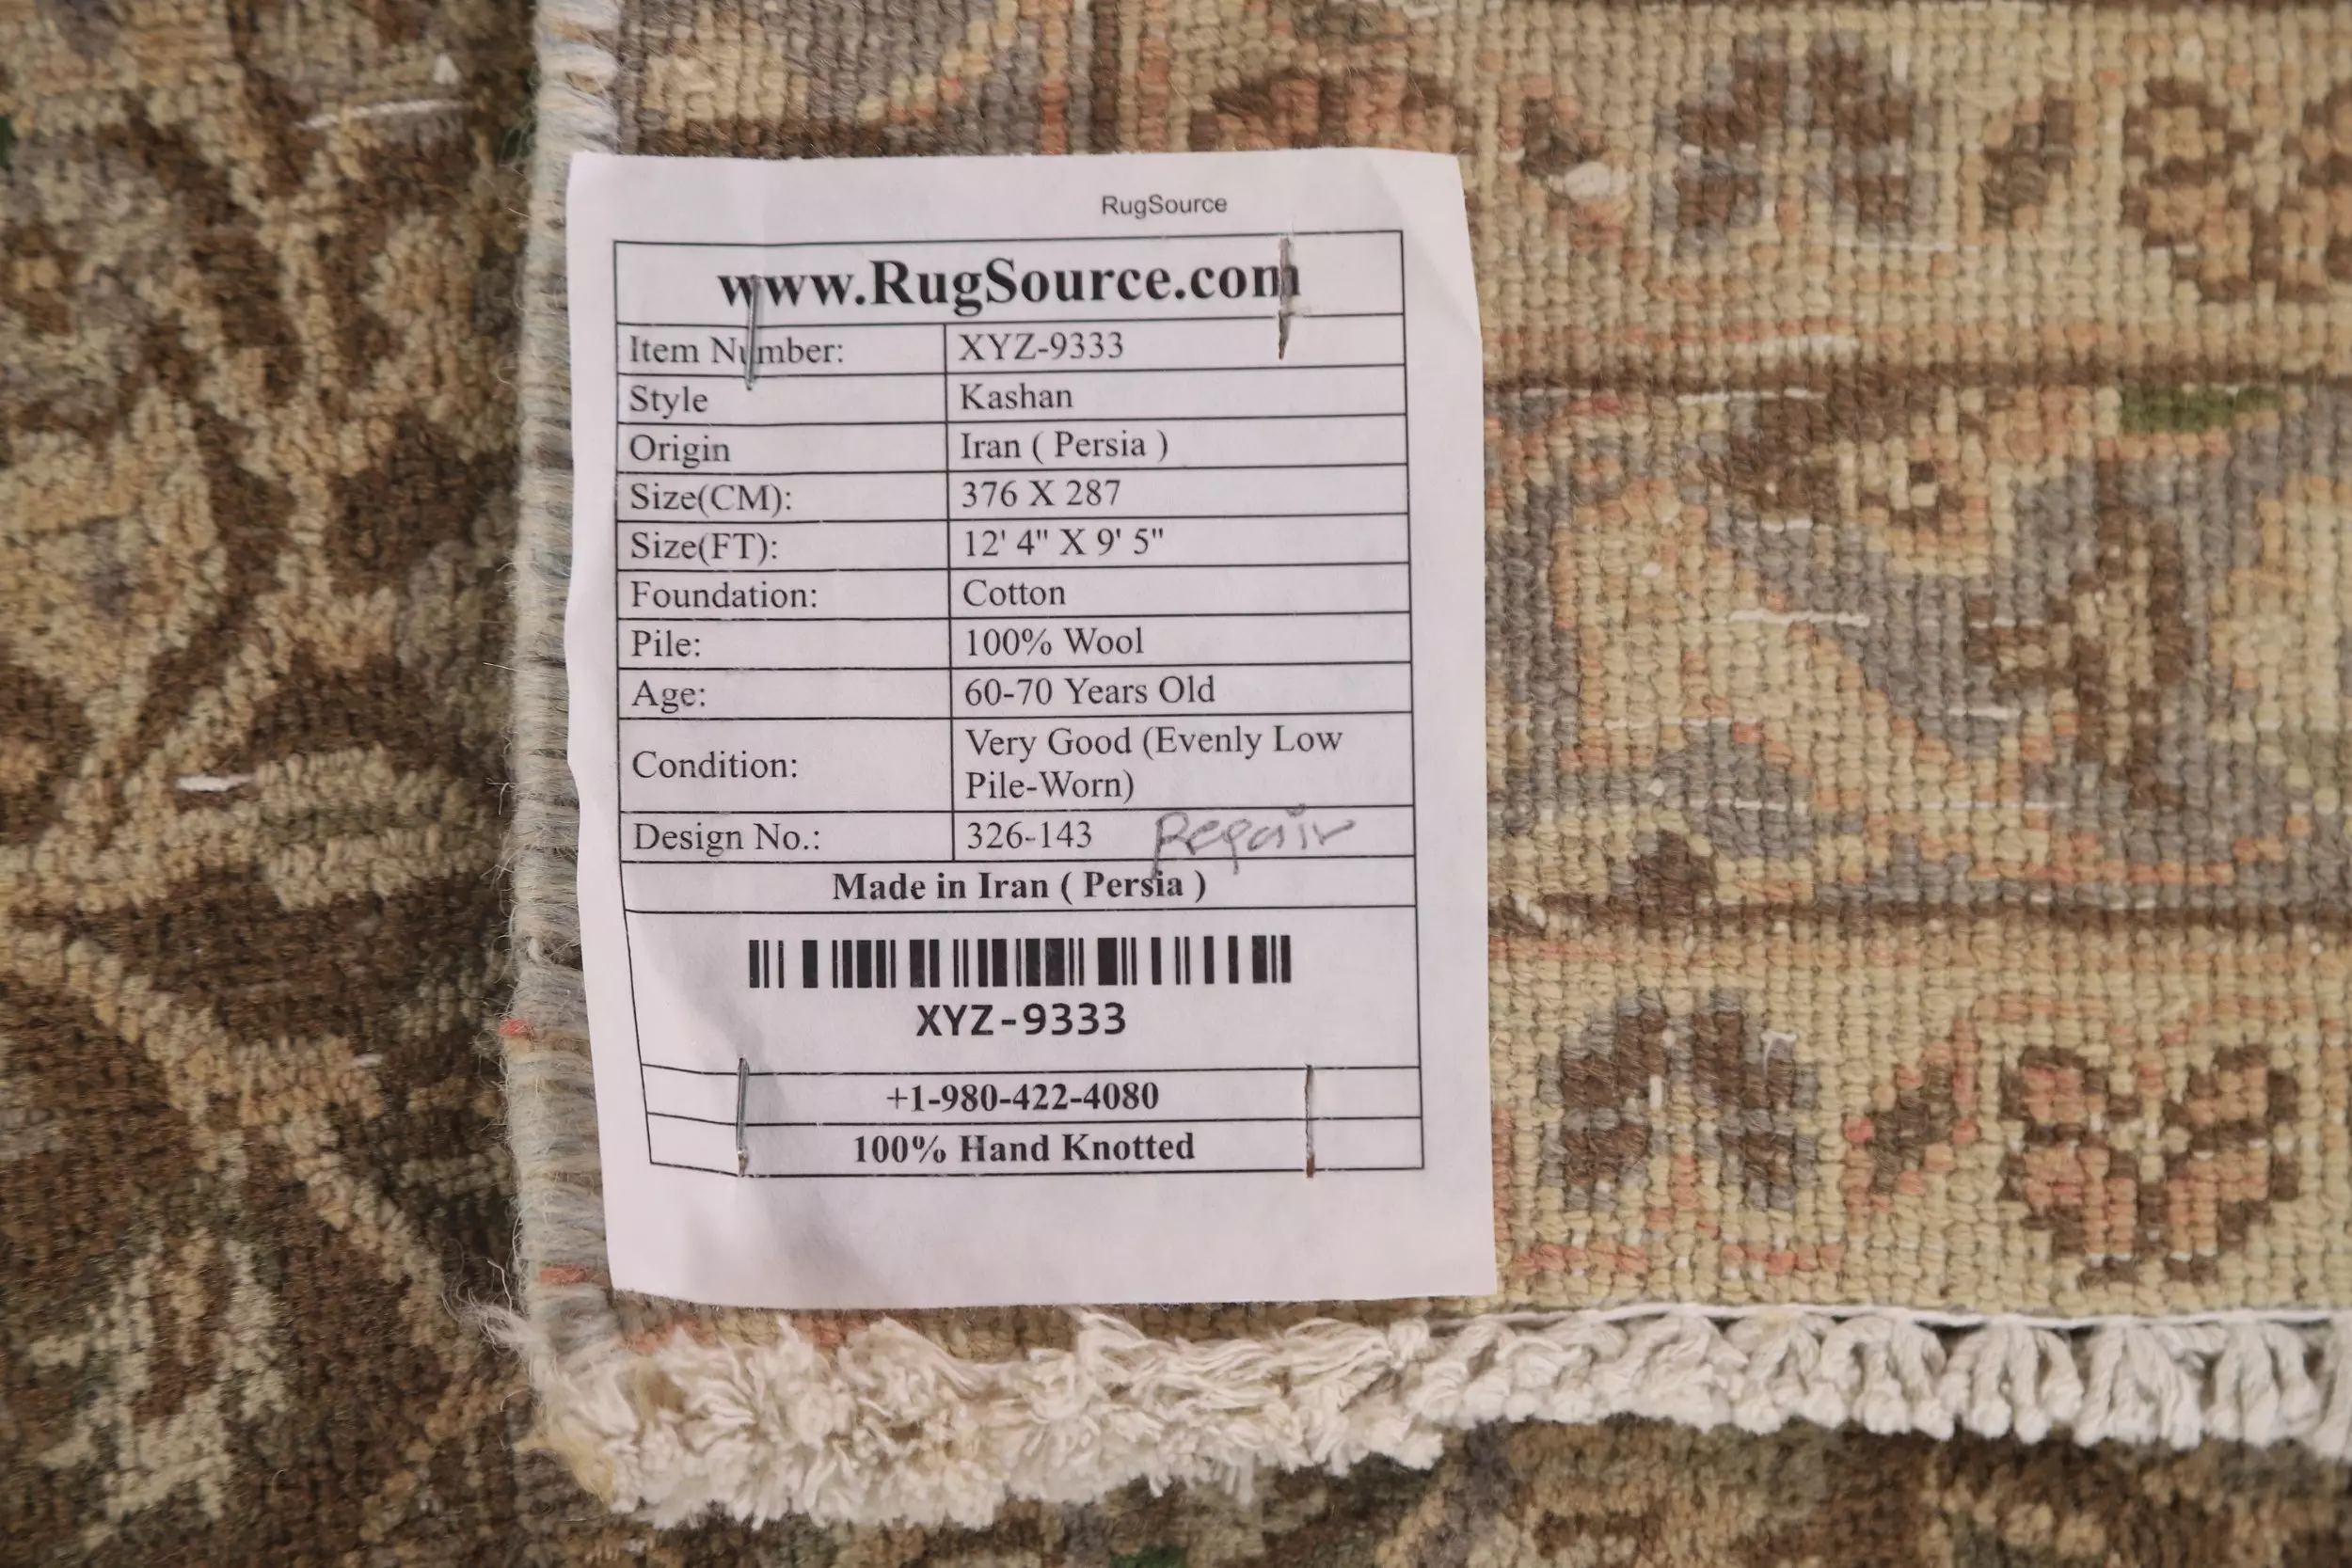 RugSource
www.RugSource.com
Item Number: XYZ-9333
Style Kashan
Origin Iran ( Persia )
Size(CM): 376 X 287
Size(FT): 12' 4" X 9' 5"
Foundation: Cotton
Pile: 100% Wool
Age: 60-70 Years Old
Condition: Very Good (Evenly Low
Pile-Worn)
Design No.: 326-143 Repair
Made in Iran ( Persia )
XYZ-9333
+1-980-422-4080
100% Hand Knotted